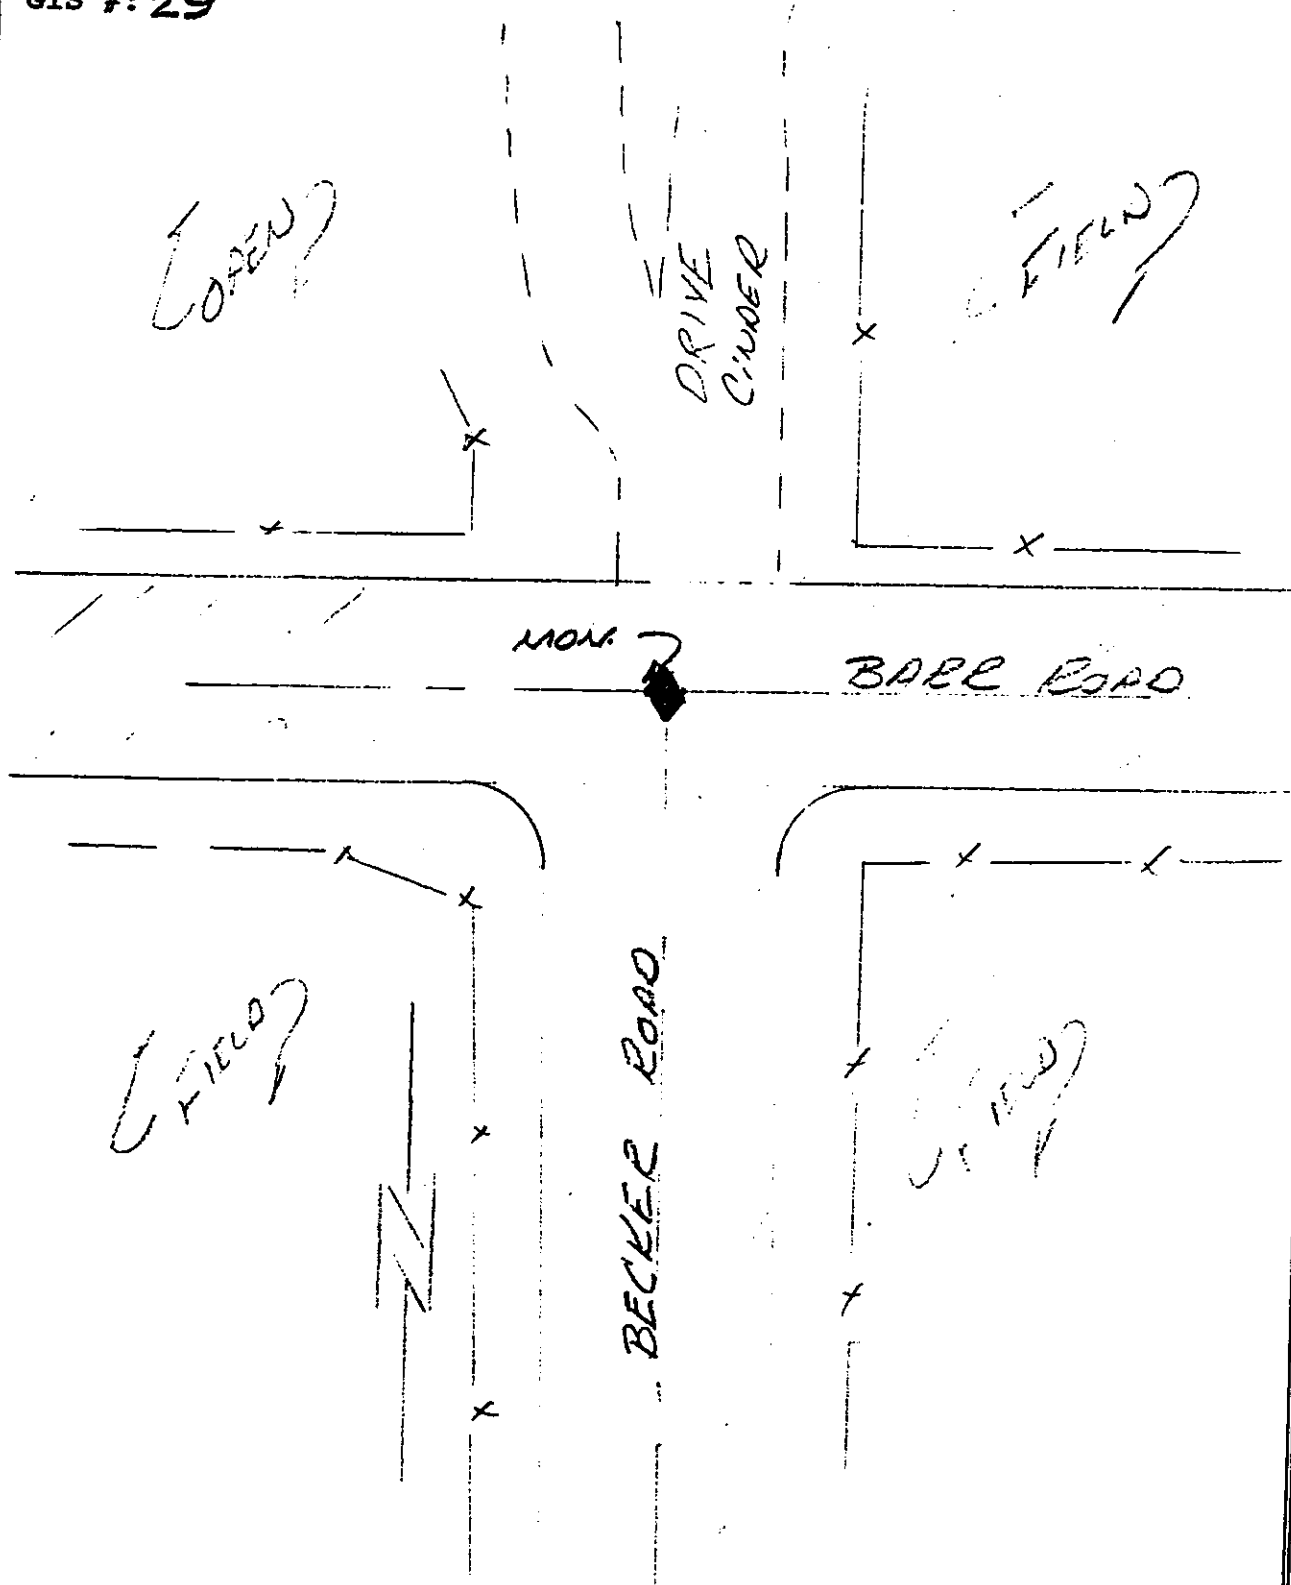 GIS #: 29
OPEN
FIELD
DRIVE
CINDER
MON.
BARR ROAD
FIELD
FIELD
BECKER ROAD
N